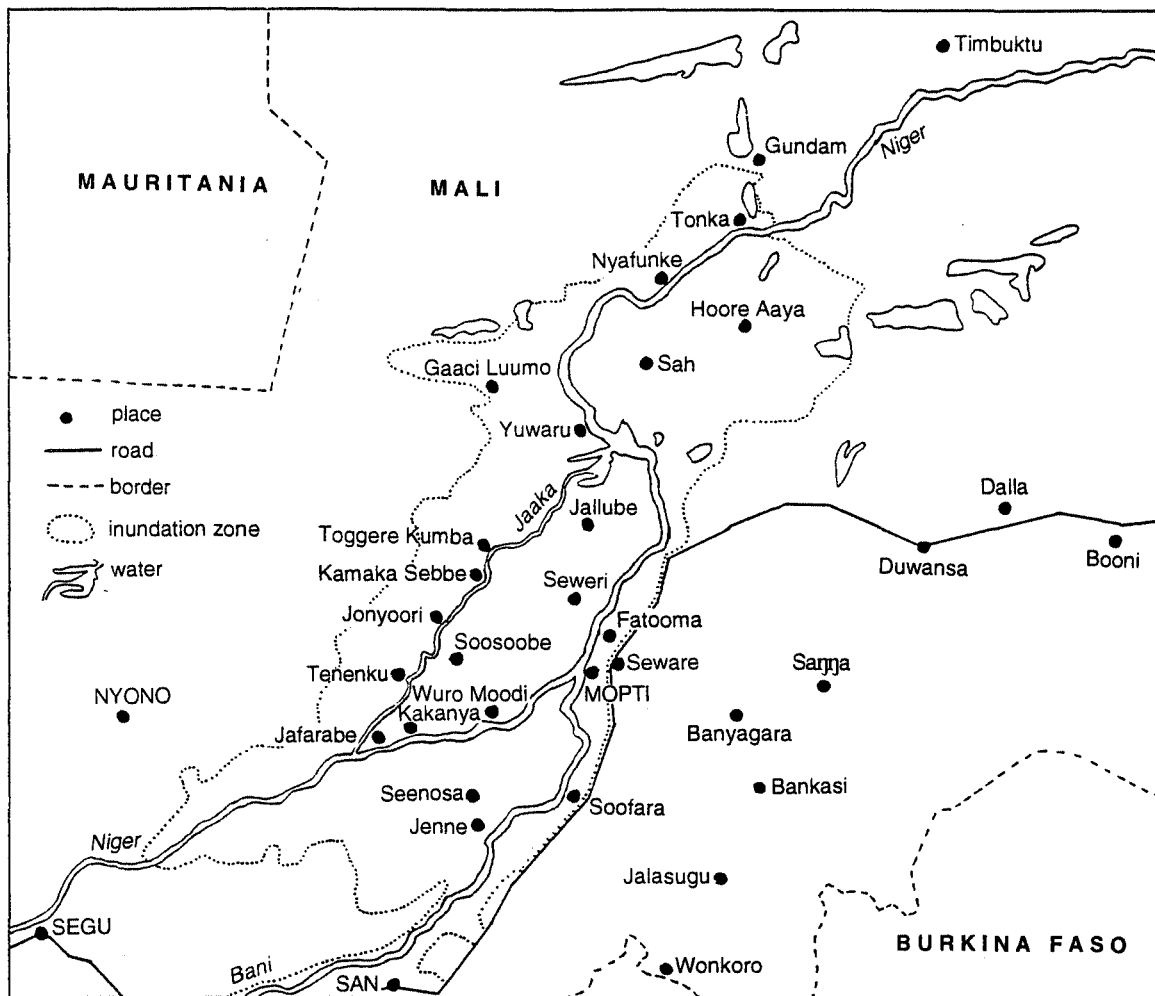 Timbuktu
Niger
Gundam
MAURITANIA
MALI
Tonka
Nyafunke
Hoore Aaya
Sah
Gaaci Luumo
Yuwaru
place
road
border
inundation zone
water
Jaaka
Jallube
Dalla
Toggere Kumba
Duwansa
Booni
Kamaka Sebbe
Seweri
Jonyoori
Fatooma
Soosoobe
Seware
Saŋŋa
Tenenku
MOPTI
NYONO
Wuro Moodi
Kakanya
Banyagara
Jafarabe
Seenosa
Soofara
Bankasi
Jenne
Niger
Jalasugu
SEGU
BURKINA FASO
Bani
SAN
Wonkoro